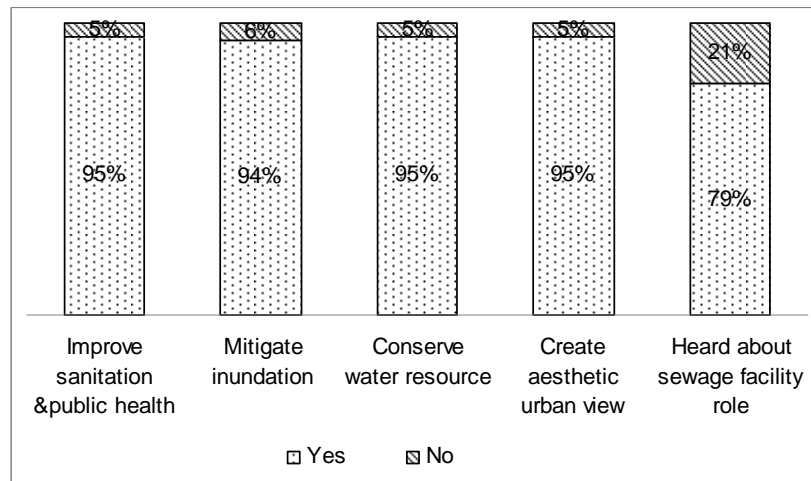 5% 6% 5% 5% 21%
95% 94% 95% 95% 79%
Improve sanitation &public health
Mitigate inundation
Conserve water resource
Create aesthetic urban view
Heard about sewage facility role
Yes No